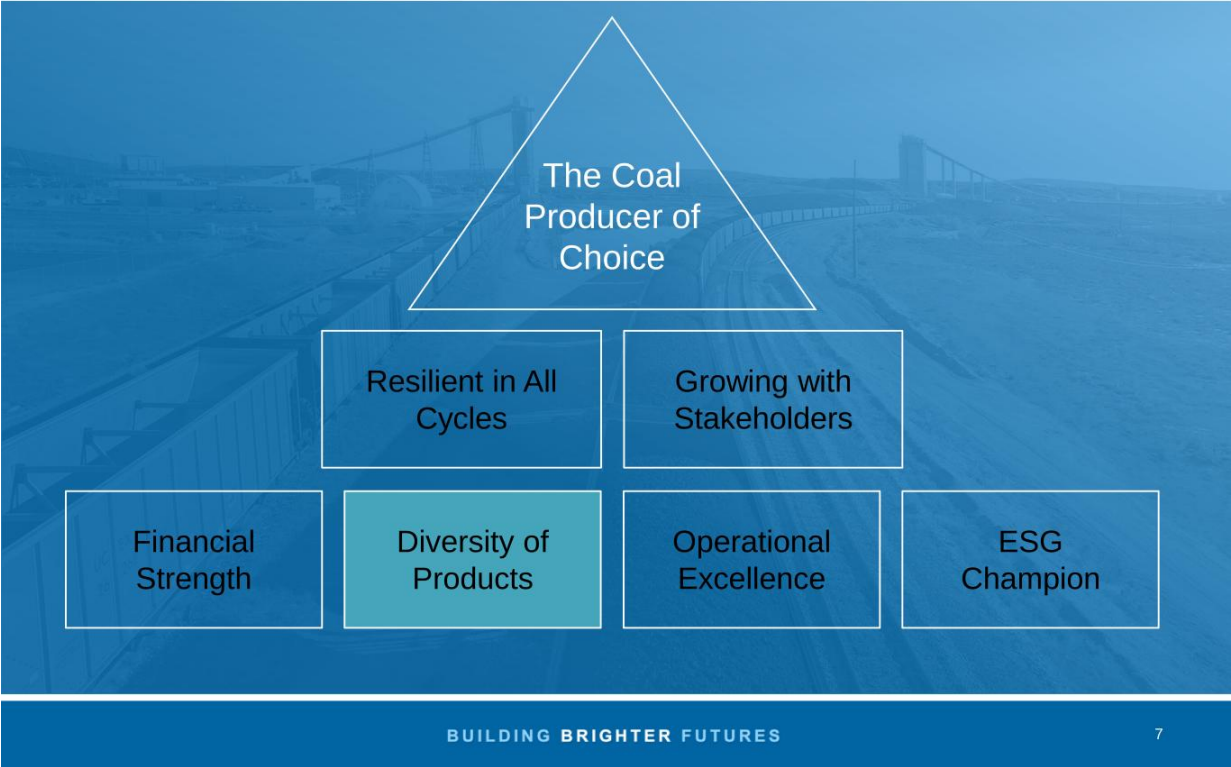 The Coal
Producer of
Choice
Resilient in All
Cycles
Growing with
Stakeholders
Financial
Strength
Diversity of
Products
Operational
Excellence
ESG
Champion
BUILDING BRIGHTER FUTURES
7